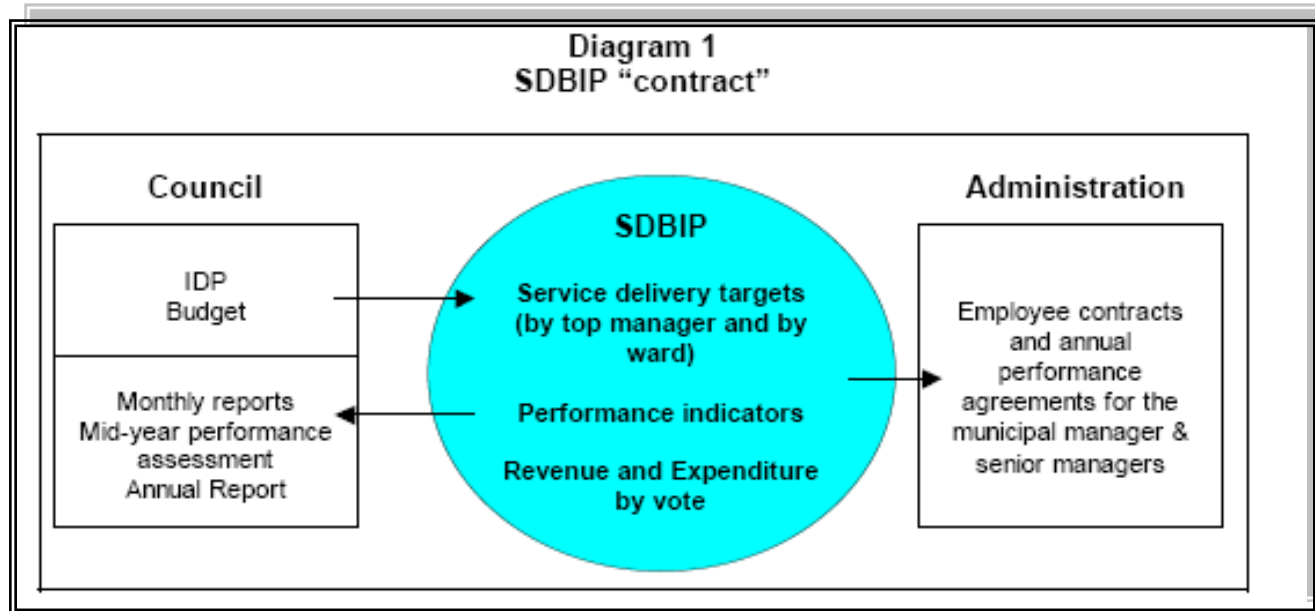 Diagram 1
SDBIP “contract”
Council
IDP
Budget
Monthly reports
Mid-year performance
assessment
Annual Report
SDBIP
Service delivery targets
(by top manager and by
ward)
Performance indicators
Revenue and Expenditure
by vote
Administration
Employee contracts
and annual
performance
agreements for the
municipal manager &
senior managers